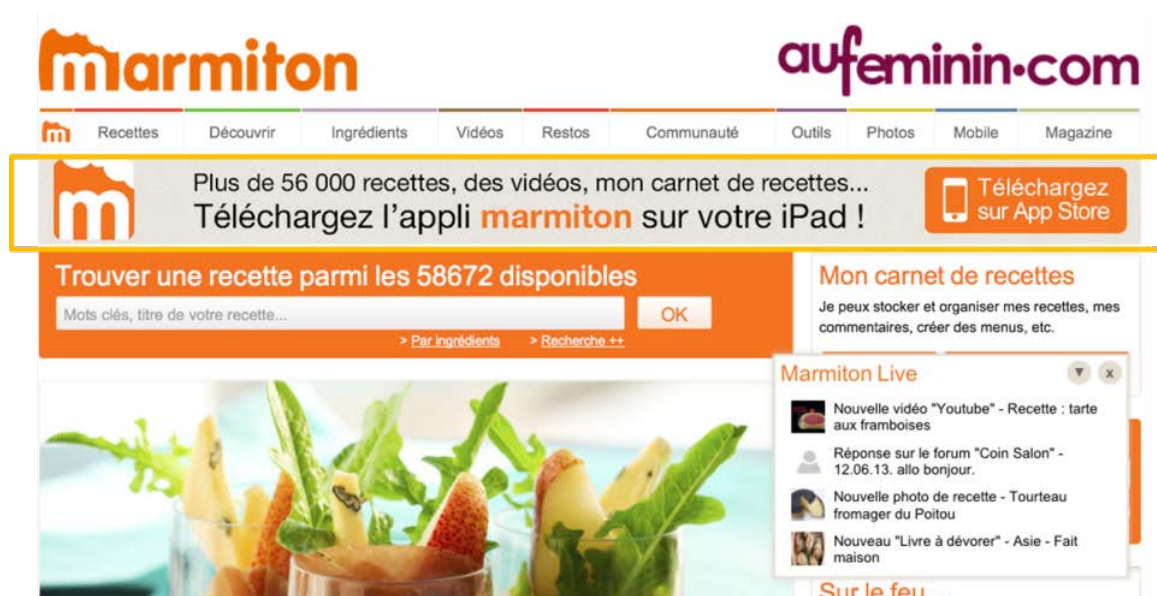 marmiton
aufeminin.com
Recettes Découvrir Ingrédients Vidéos Restos Communauté Outils Photos Mobile Magazine
m
Plus de 56 000 recettes, des vidéos, mon carnet de recettes...
Téléchargez l'appli marmiton sur votre iPad !
Téléchargez
sur App Store
Trouver une recette parmi les 58672 disponibles
Mots clés, titre de votre recette...
OK
> Par ingrédients > Recherche ++
Mon carnet de recettes
Je peux stocker et organiser mes recettes, mes
commentaires, créer des menus, etc.
Marmiton Live
Nouvelle vidéo "Youtube" - Recette : tarte
aux framboises
Réponse sur le forum "Coin Salon" -
12.06.13. allo bonjour.
Nouvelle photo de recette - Tourteau
fromager du Poitou
Nouveau "Livre à dévorer" - Asie - Fait
maison
Sur le feu ...